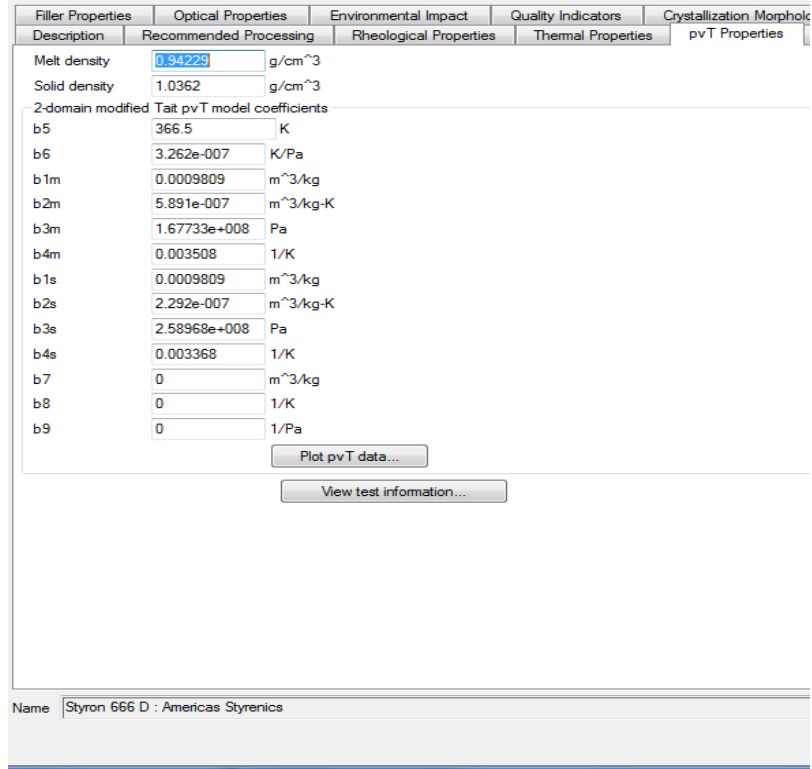 Filler Properties Optical Properties Environmental Impact Quality Indicators Crystallization Morpholo
Description Recommended Processing Rheological Properties Thermal Properties pvT Properties
Melt density 0.94229 g/cm^3
Solid density 1.0362 g/cm^3
2-domain modified Tait pvT model coefficients
b5 366.5 K
b6 3.262e-007 K/Pa
b1m 0.0009809 m^3/kg
b2m 5.891e-007 m^3/kg-K
b3m 1.67733e+008 Pa
b4m 0.003508 1/K
b1s 0.0009809 m^3/kg
b2s 2.292e-007 m^3/kg-K
b3s 2.58968e+008 Pa
b4s 0.003368 1/K
b7 0 m^3/kg
b8 0 1/K
b9 0 1/Pa
Plot pvT data...
View test information...
Name Styron 666 D : Americas Styrenics